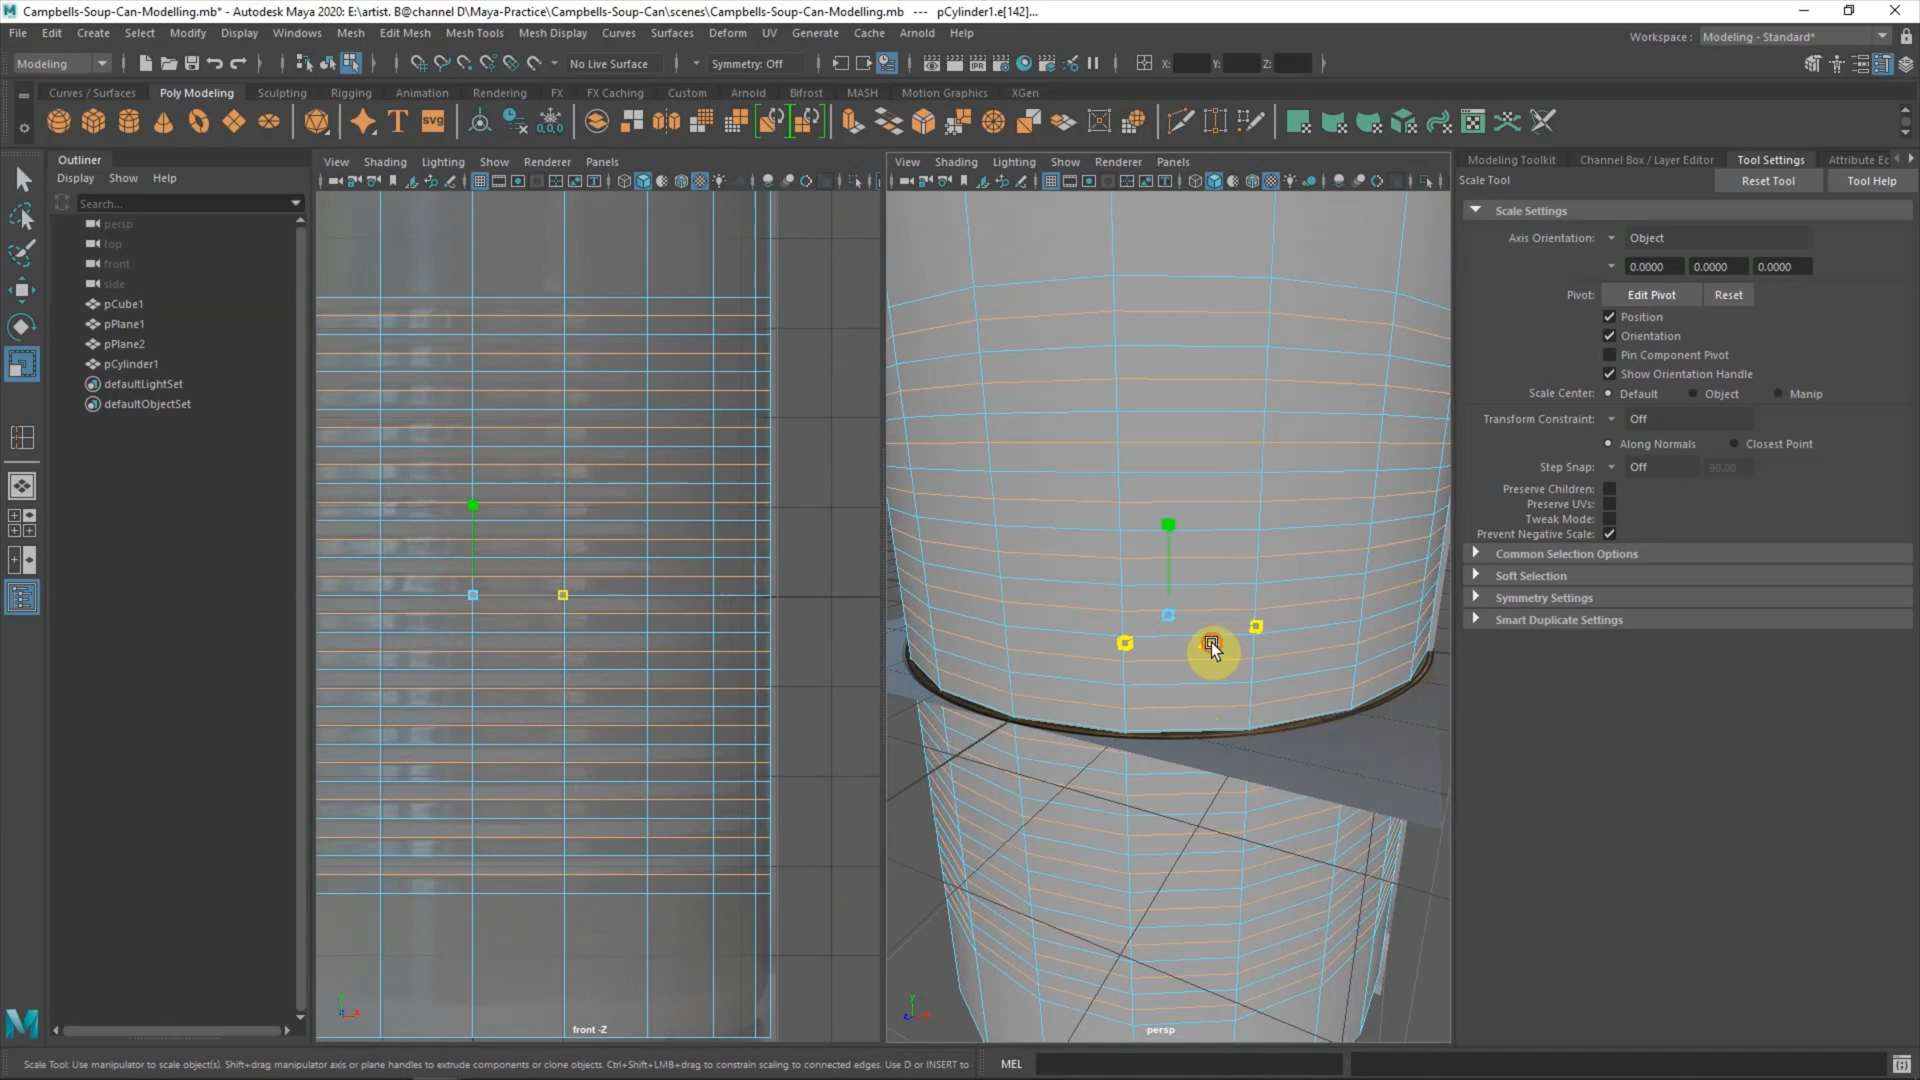 Campbells-Soup-Can-Modelling.mb* - Autodesk Maya 2020: E:\artist. B@channel D\Maya-Practice\Campbells-Soup-Can\scenes\Campbells-Soup-Can-Modelling.mb --- pCylinder1.e[142]...
File Edit Create Select Modify Display Windows Mesh Edit Mesh Mesh Tools Mesh Display Curves Surfaces Deform UV Generate Cache Arnold Help
Workspace : Modeling - Standard*
Modeling No Live Surface Symmetry: Off IPR X: Y: Z:
Curves / Surfaces Poly Modeling Sculpting Rigging Animation Rendering FX FX Caching Custom Arnold Bifrost MASH Motion Graphics XGen
T SVG 0,0,0
Outliner
Display Show Help
Search...
persp
top
front
side
pCube1
pPlane1
pPlane2
pCylinder1
defaultLightSet
defaultObjectSet
View Shading Lighting Show Renderer Panels
front -Z
View Shading Lighting Show Renderer Panels
persp
Modeling Toolkit Channel Box / Layer Editor Tool Settings Attribute Ec
Scale Tool Reset Tool Tool Help
Scale Settings
Axis Orientation: Object
0.0000 0.0000 0.0000
Pivot: Edit Pivot Reset
Position
Orientation
Pin Component Pivot
Show Orientation Handle
Scale Center: Default Object Manip
Transform Constraint: Off
Along Normals Closest Point
Step Snap: Off 90.00
Preserve Children:
Preserve UVs:
Tweak Mode:
Prevent Negative Scale:
Common Selection Options
Soft Selection
Symmetry Settings
Smart Duplicate Settings
Scale Tool: Use manipulator to scale object(s). Shift+drag manipulator axis or plane handles to extrude components or clone objects. Ctrl+Shift+LMB+drag to constrain scaling to connected edges. Use D or INSERT to
MEL